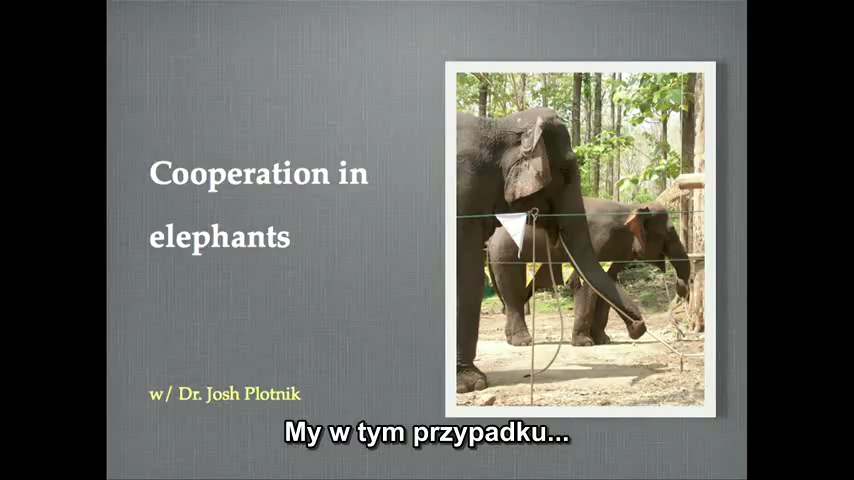 Cooperation in
elephants
w/ Dr. Josh Plotnik
My w tym przypadku...